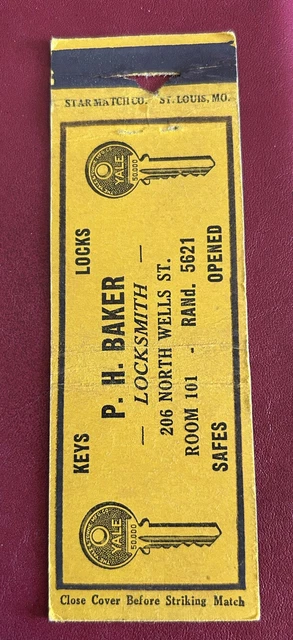 STAR MATCH CO. ST. LOUIS, MO.
YALE
50,000
KEYS LOCKS
P. H. BAKER
— LOCKSMITH —
206 NORTH WELLS ST.
ROOM 101 - RANd. 5621
SAFES OPENED
YALE
50,000
Close Cover Before Striking Match